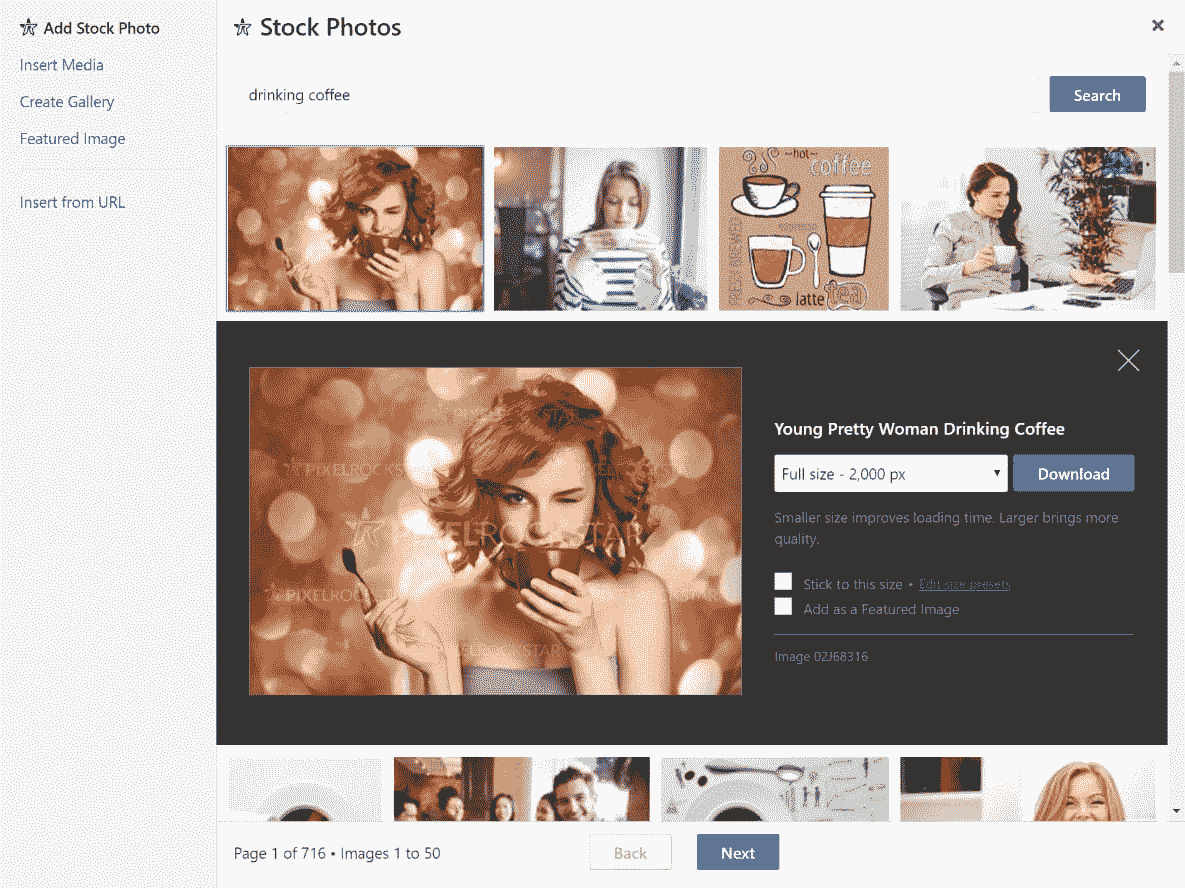 Add Stock Photo
Insert Media
Create Gallery
Featured Image
Insert from URL
Stock Photos
drinking coffee
Search
~hot~
coffee
latte
tea
PIXELROCKSTAR
Young Pretty Woman Drinking Coffee
Full size - 2,000 px
Download
Smaller size improves loading time. Larger brings more
quality.
Stick to this size • Edit size presets
Add as a Featured Image
Image 02J68316
Page 1 of 716 • Images 1 to 50
Back
Next